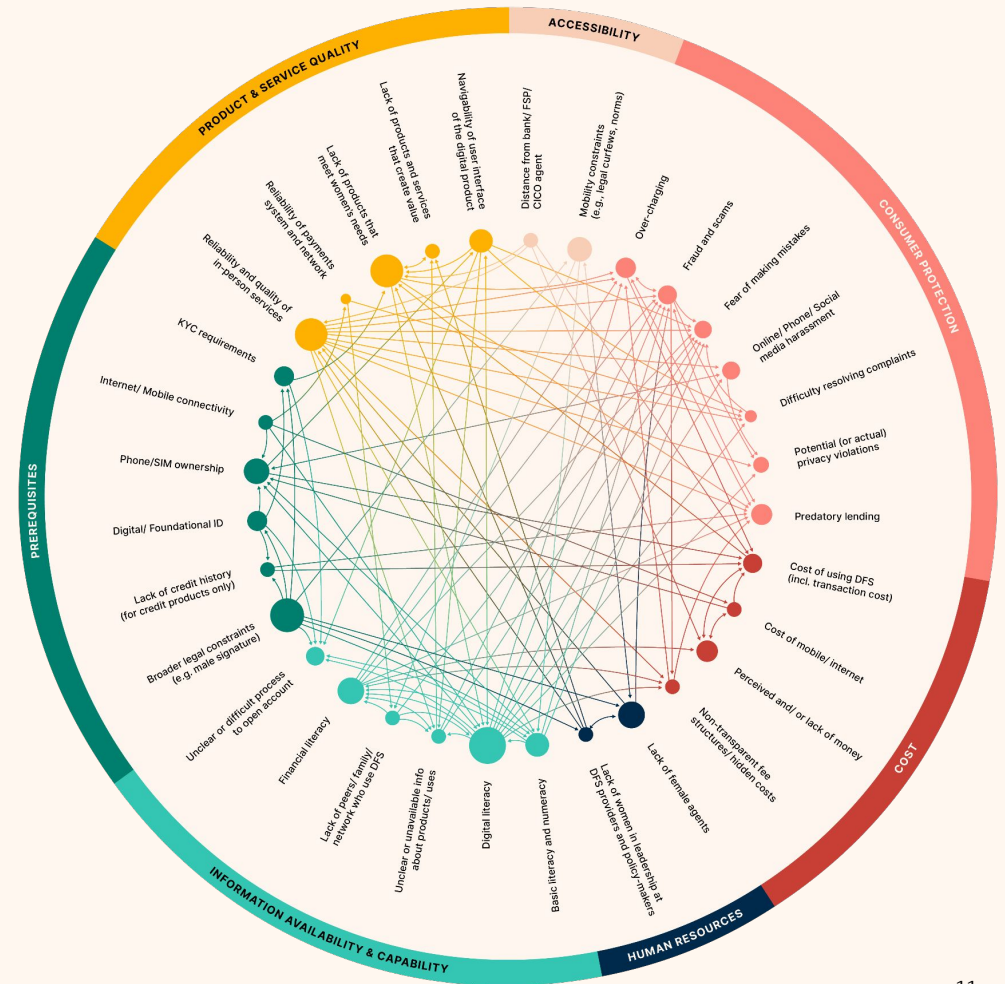 ACCESSIBILITY
PRODUCT & SERVICE QUALITY
CONSUMER PROTECTION
PREREQUISITES
COST
HUMAN RESOURCES
INFORMATION AVAILABILITY & CAPABILITY
Distance from bank/ FSP/
CICO agent
Mobility constraints
(e.g., legal curfews, norms)
Over-charging
Fraud and scams
Fear of making mistakes
Online/ Phone/ Social
media harassment
Difficulty resolving complaints
Potential (or actual)
privacy violations
Predatory lending
Cost of using DFS
(incl. transaction cost)
Cost of mobile/ internet
Perceived and/ or lack of money
Non-transparent fee
structures/ hidden costs
Lack of female agents
Lack of women in leadership at
DFS providers and policy-makers
Basic literacy and numeracy
Digital literacy
Unclear or unavailable info
about products/ uses
Lack of peers/ family/
network who use DFS
Financial literacy
Unclear or difficult process
to open account
Broader legal constraints
(e.g. male signature)
Lack of credit history
(for credit products only)
Digital/ Foundational ID
Phone/SIM ownership
Internet/ Mobile connectivity
KYC requirements
Reliability and quality of
in-person services
Reliability of payments
system and network
Lack of products that
meet women's needs
Lack of products and services
that create value
Navigability of user interface
of the digital product
11